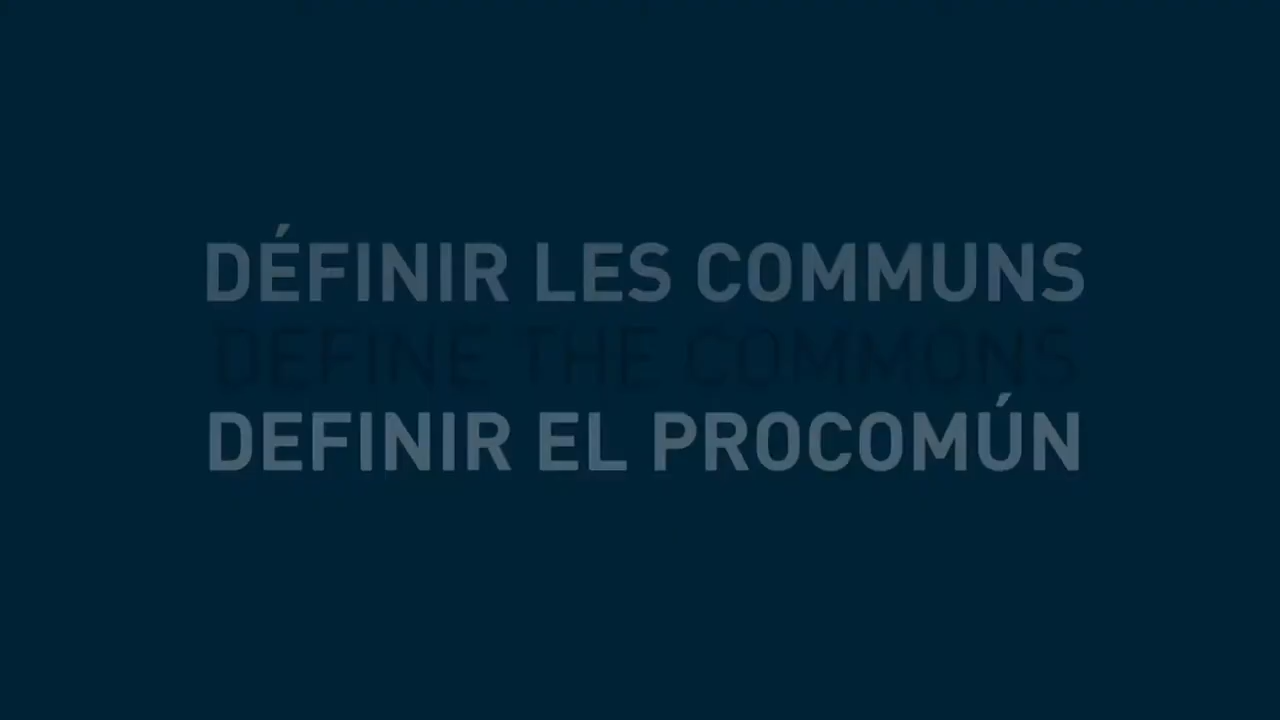 DÉFINIR LES COMMUNS
DEFINE THE COMMONS
DEFINIR EL PROCOMÚN